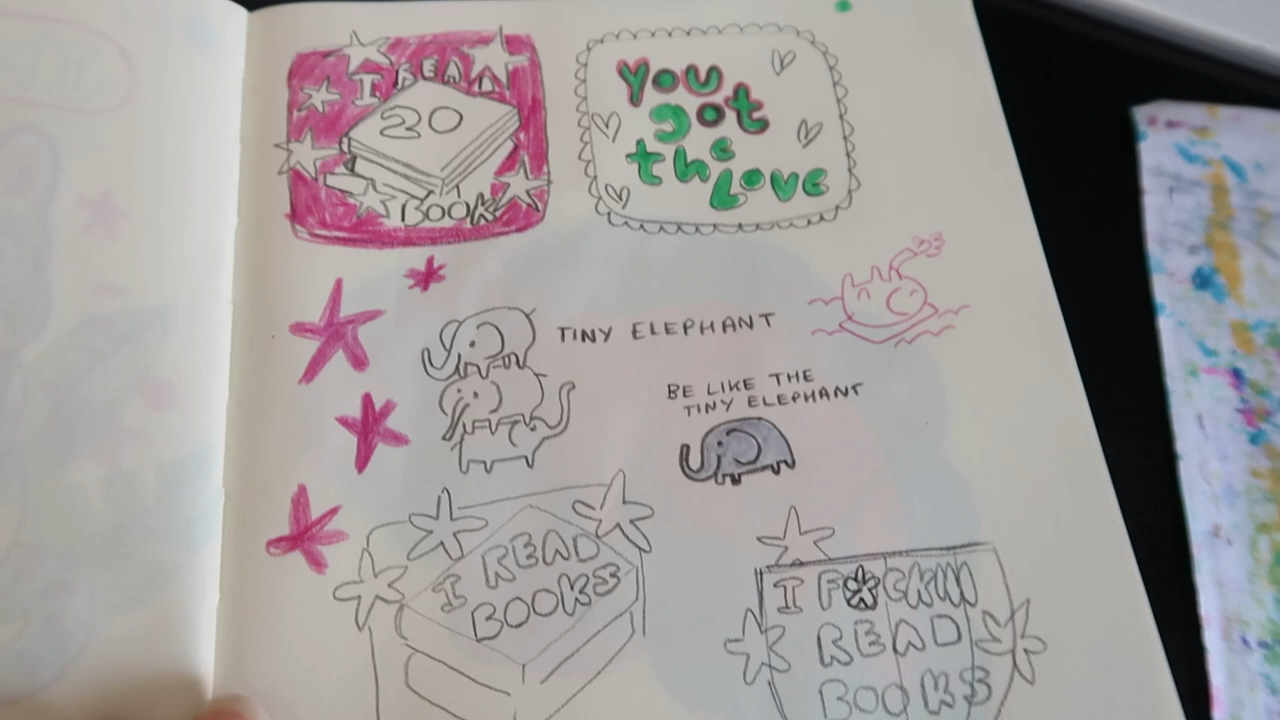 I READ
20
BOOK
you
got
the
Love
TINY ELEPHANT
BE LIKE THE
TINY ELEPHANT
I READ
BOOKS
I F*CKIN
READ
BOOKS